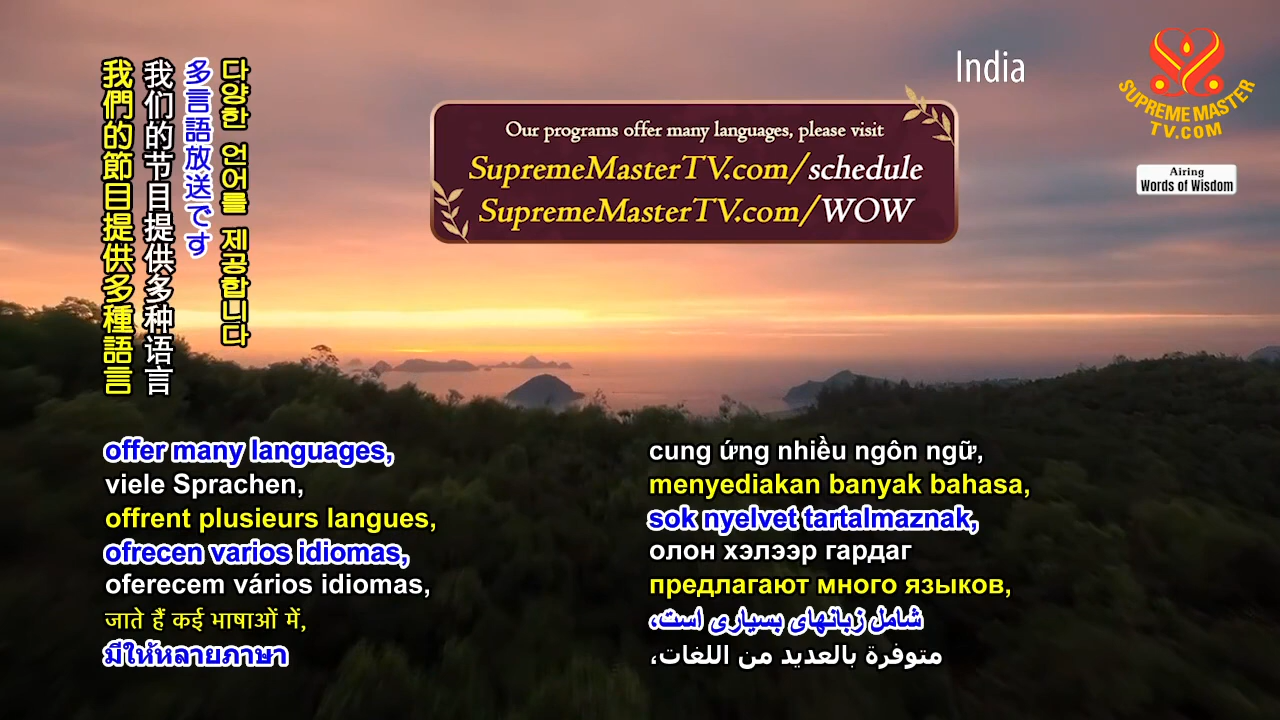 India
SUPREME MASTER
TV.COM
Airing
Words of Wisdom
Our programs offer many languages, please visit
SupremeMasterTV.com/schedule
SupremeMasterTV.com/WOW
다양한 언어를 제공합니다
多言語放送です
我们的节目提供多种语言
我們的節目提供多種語言
offer many languages,
viele Sprachen,
offrent plusieurs langues,
ofrecen varios idiomas,
oferecem vários idiomas,
जाते हैं कई भाषाओं में,
มีให้หลายภาษา
cung ứng nhiều ngôn ngữ,
menyediakan banyak bahasa,
sok nyelvet tartalmaznak,
олон хэлээр гардаг
предлагают много языков,
شامل زبانهای بسیاری است،
متوفرة بالعديد من اللغات،